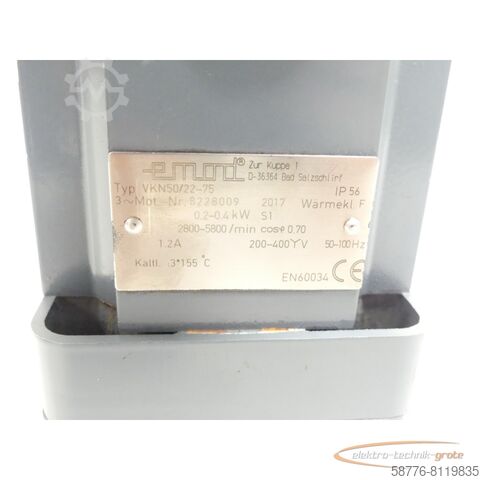 emod® Zur Kuppe 1
D-36364 Bad Salzschlirf
Typ VKN50/22-75 IP 56
3~Mot.-Nr. 8228009 2017 Wärmekl. F
0.2-0.4 kW S1
2800-5800/min cosφ 0.70
1.2A 200-400 Y V 50-100Hz
Kaltl. 3*155°C
EN60034 CE
elektro-technik-grote
58776-8119835